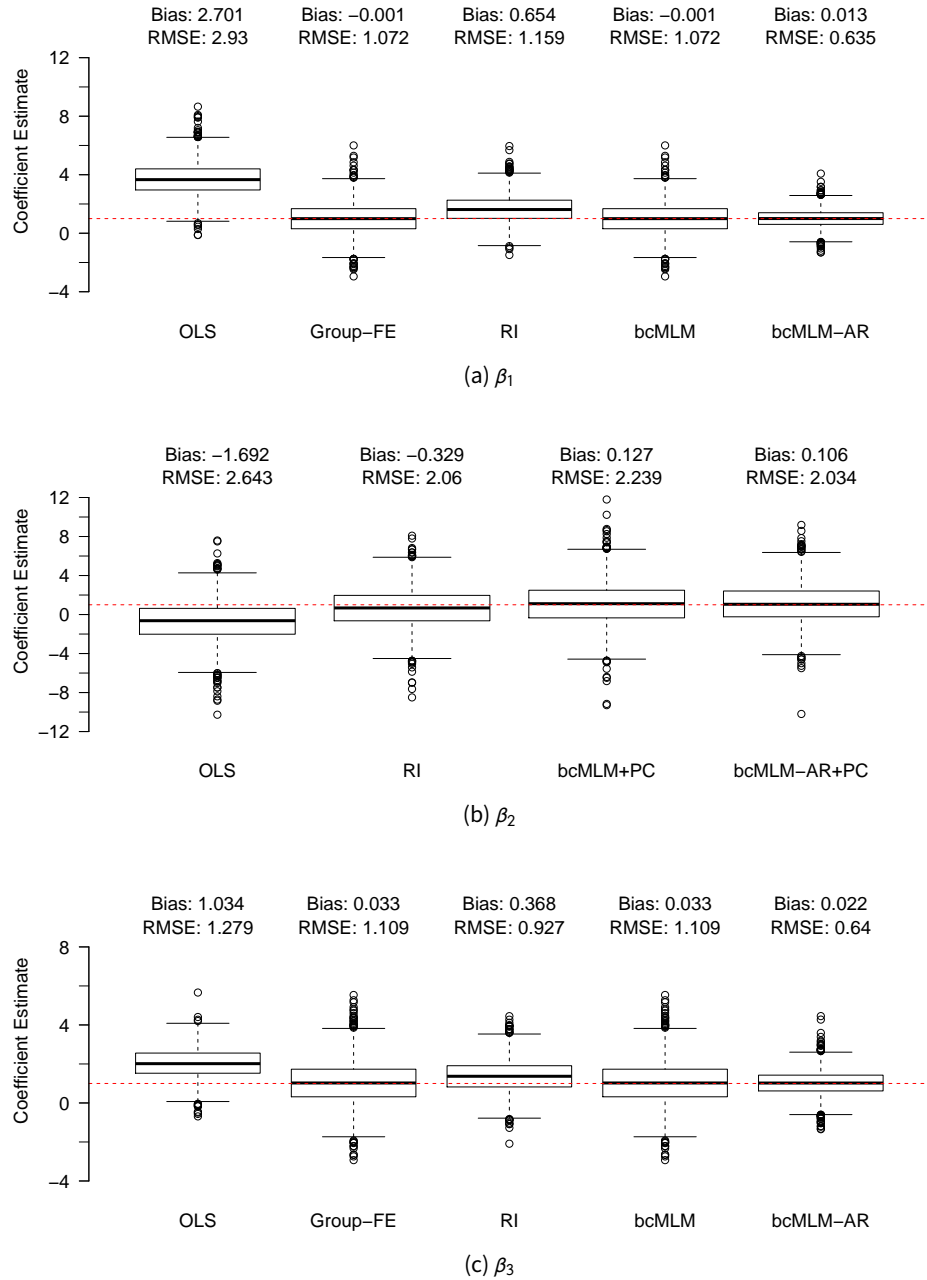 Bias: 2.701 Bias: −0.001 Bias: 0.654 Bias: −0.001 Bias: 0.013
RMSE: 2.93 RMSE: 1.072 RMSE: 1.159 RMSE: 1.072 RMSE: 0.635
12
8
4
0
−4
Coefficient Estimate
OLS Group−FE RI bcMLM bcMLM−AR
(a) β1
Bias: −1.692 Bias: −0.329 Bias: 0.127 Bias: 0.106
RMSE: 2.643 RMSE: 2.06 RMSE: 2.239 RMSE: 2.034
12
8
4
0
−4
−8
−12
Coefficient Estimate
OLS RI bcMLM+PC bcMLM−AR+PC
(b) β2
Bias: 1.034 Bias: 0.033 Bias: 0.368 Bias: 0.033 Bias: 0.022
RMSE: 1.279 RMSE: 1.109 RMSE: 0.927 RMSE: 1.109 RMSE: 0.64
8
4
0
−4
Coefficient Estimate
OLS Group−FE RI bcMLM bcMLM−AR
(c) β3